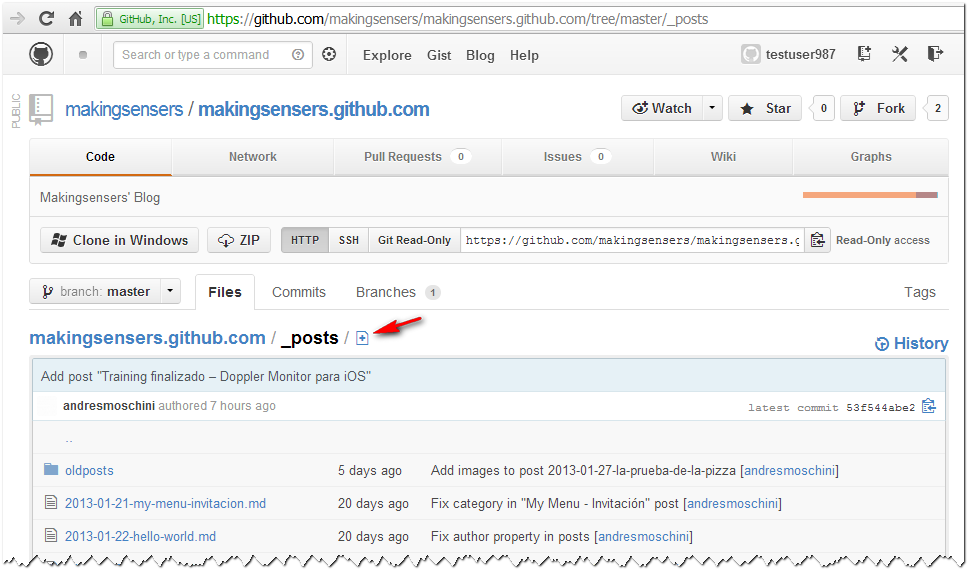 GitHub, Inc. [US] https://github.com/makingsensers/makingsensers.github.com/tree/master/_posts
Search or type a command
Explore Gist Blog Help
testuser987
PUBLIC
makingsensers / makingsensers.github.com
Watch Star 0 Fork 2
Code Network Pull Requests 0 Issues 0 Wiki Graphs
Makingsensers' Blog
Clone in Windows ZIP HTTP SSH Git Read-Only https://github.com/makingsensers/makingsensers.g Read-Only access
branch: master Files Commits Branches 1 Tags
makingsensers.github.com / _posts /
History
Add post "Training finalizado – Doppler Monitor para iOS"
andresmoschini authored 7 hours ago latest commit 53f544abe2
..
oldposts 5 days ago Add images to post 2013-01-27-la-prueba-de-la-pizza [andresmoschini]
2013-01-21-my-menu-invitacion.md 20 days ago Fix category in "My Menu - Invitación" post [andresmoschini]
2013-01-22-hello-world.md 20 days ago Fix author property in posts [andresmoschini]